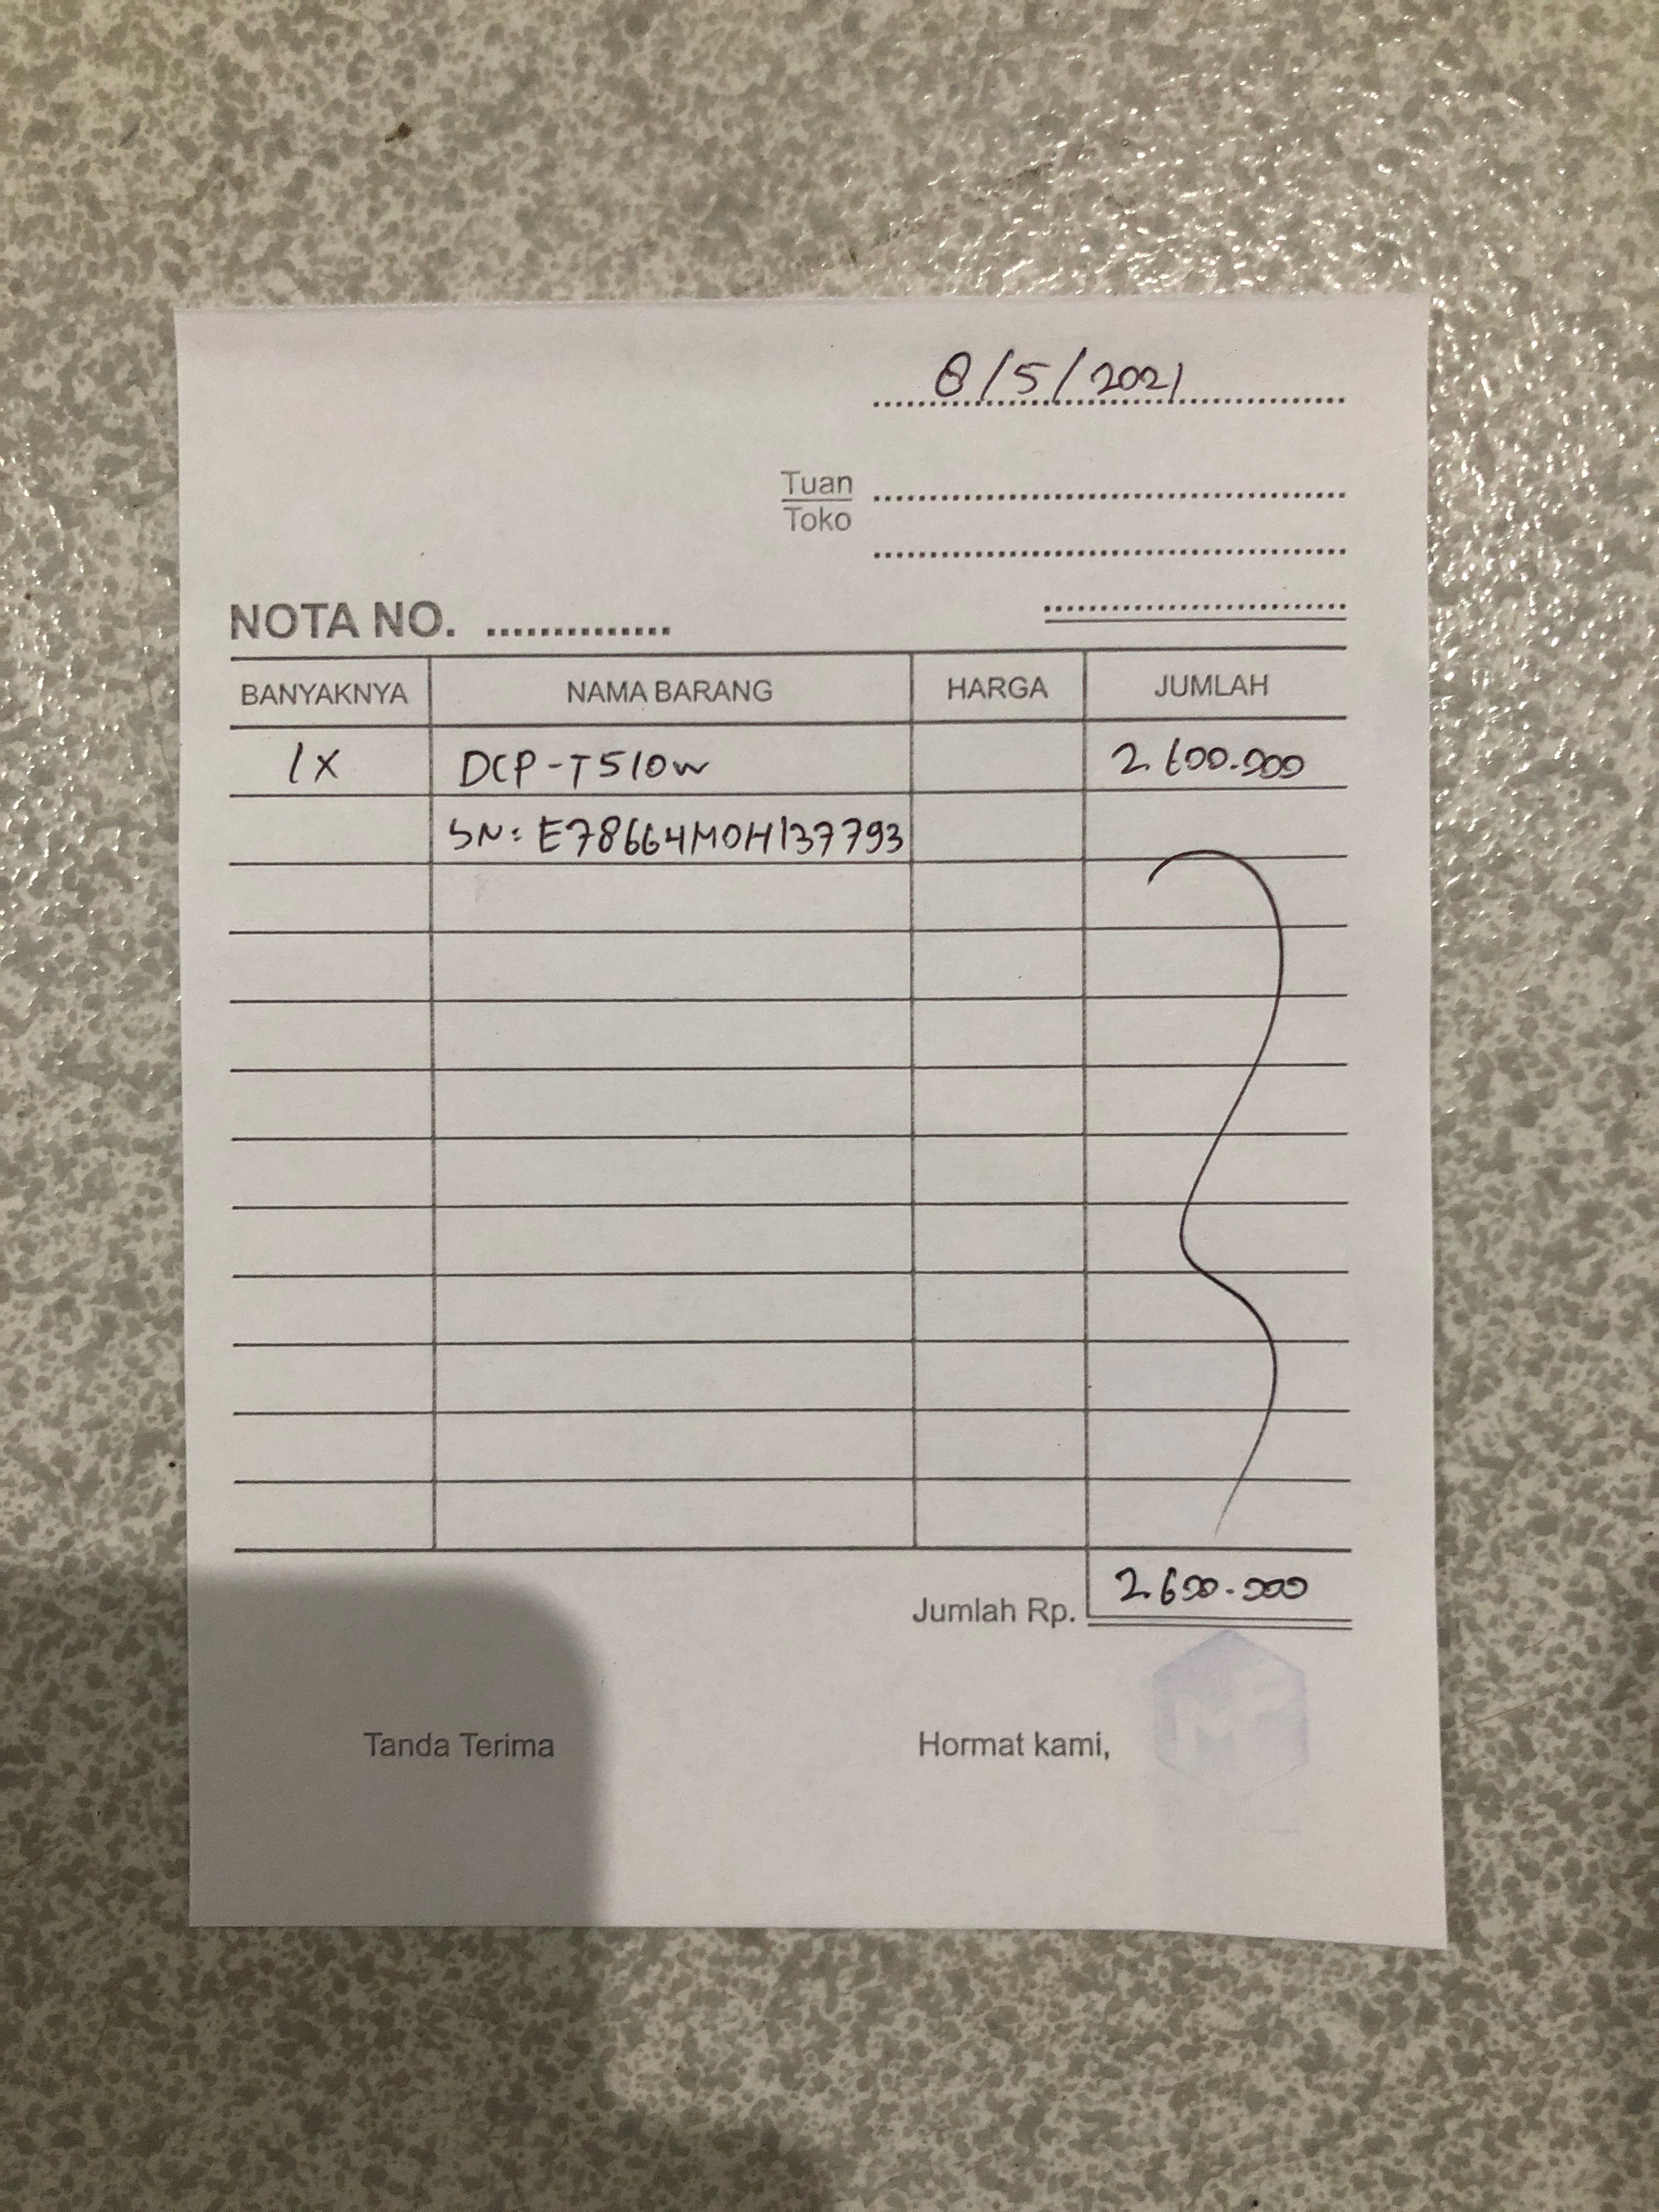 8/5/2021
Tuan
Toko
NOTA NO.
BANYAKNYA NAMA BARANG HARGA JUMLAH
1X DCP-T510W 2.600.000
SN: E78664M0H137793
Jumlah Rp. 2.600.000
Tanda Terima Hormat kami,
MF